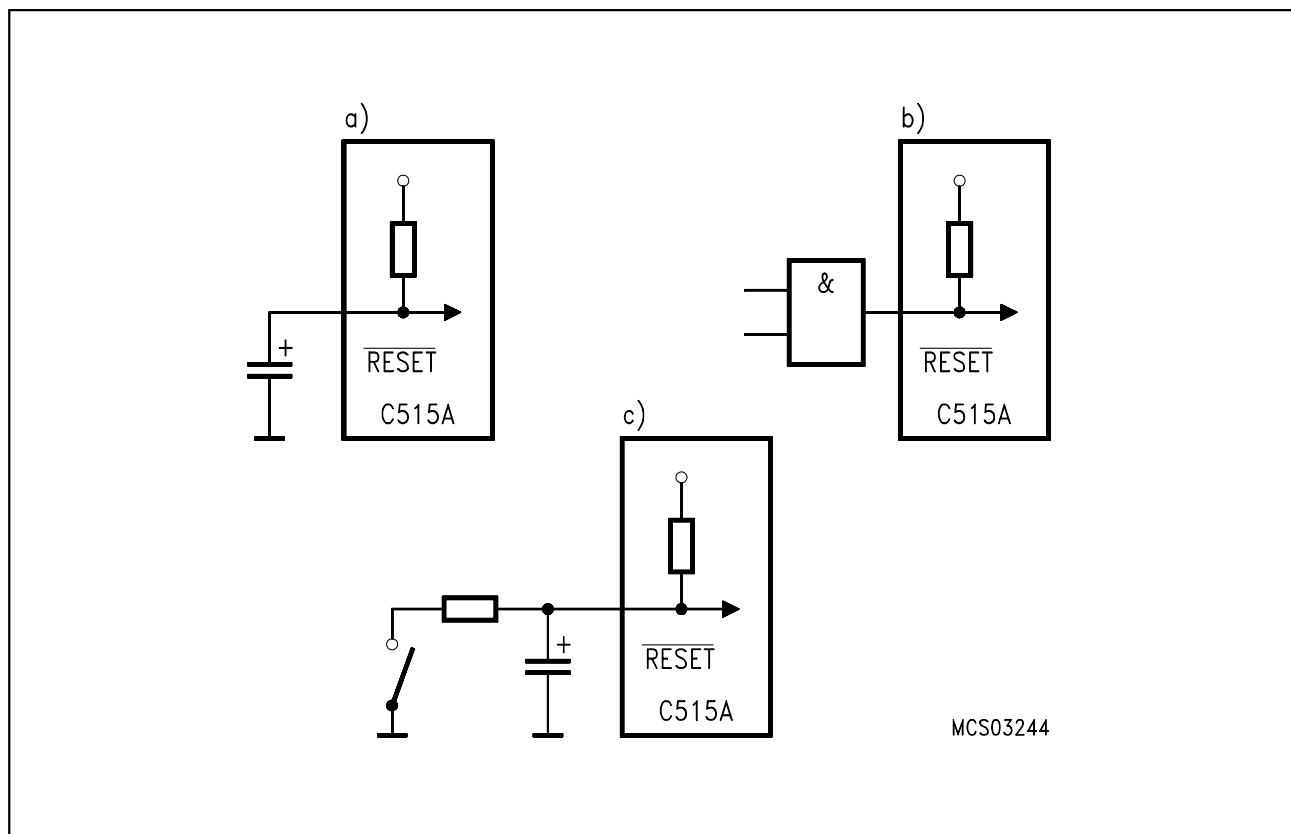 a)
+
RESET
C515A
b)
&
RESET
C515A
c)
+
RESET
C515A
MCS03244